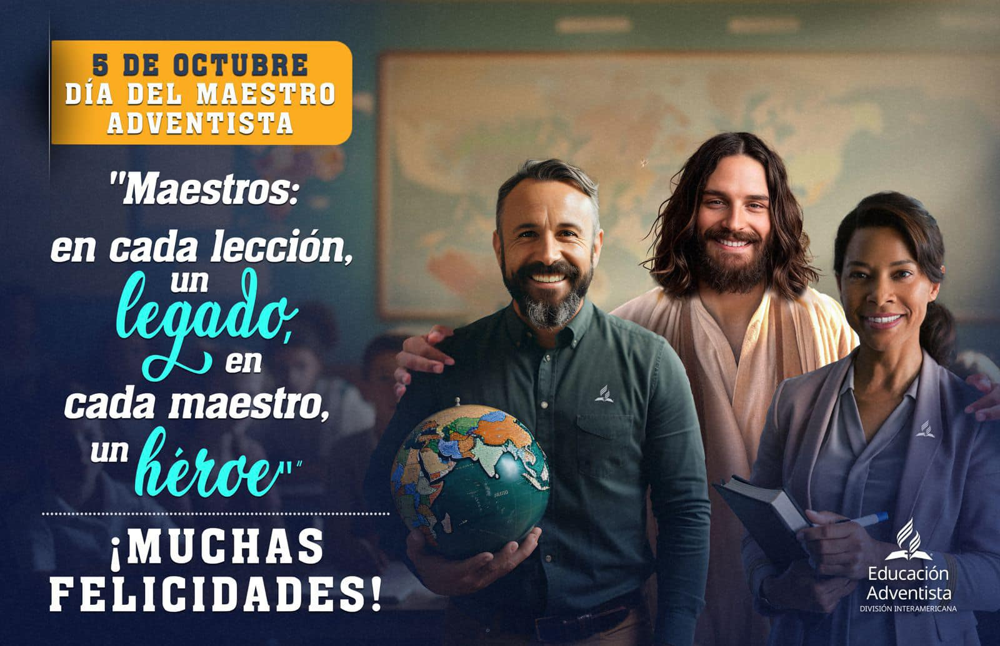 5 DE OCTUBRE
DÍA DEL MAESTRO
ADVENTISTA
"Maestros:
en cada lección,
un
legado,
en
cada maestro,
un héroe""
¡MUCHAS
FELICIDADES!
Educación
Adventista
DIVISIÓN INTERAMERICANA